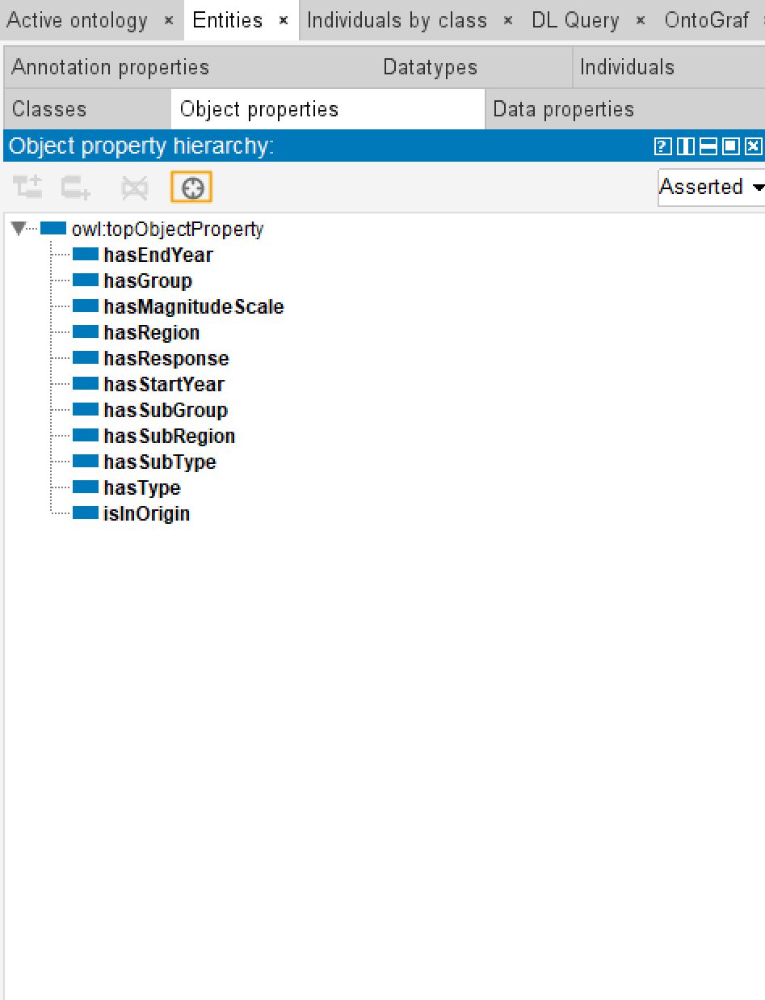 Active ontology × Entities × Individuals by class × DL Query × OntoGraf
Annotation properties Datatypes Individuals
Classes Object properties Data properties
Object property hierarchy:
Asserted
owl:topObjectProperty
hasEndYear
hasGroup
hasMagnitudeScale
hasRegion
hasResponse
hasStartYear
hasSubGroup
hasSubRegion
hasSubType
hasType
isInOrigin